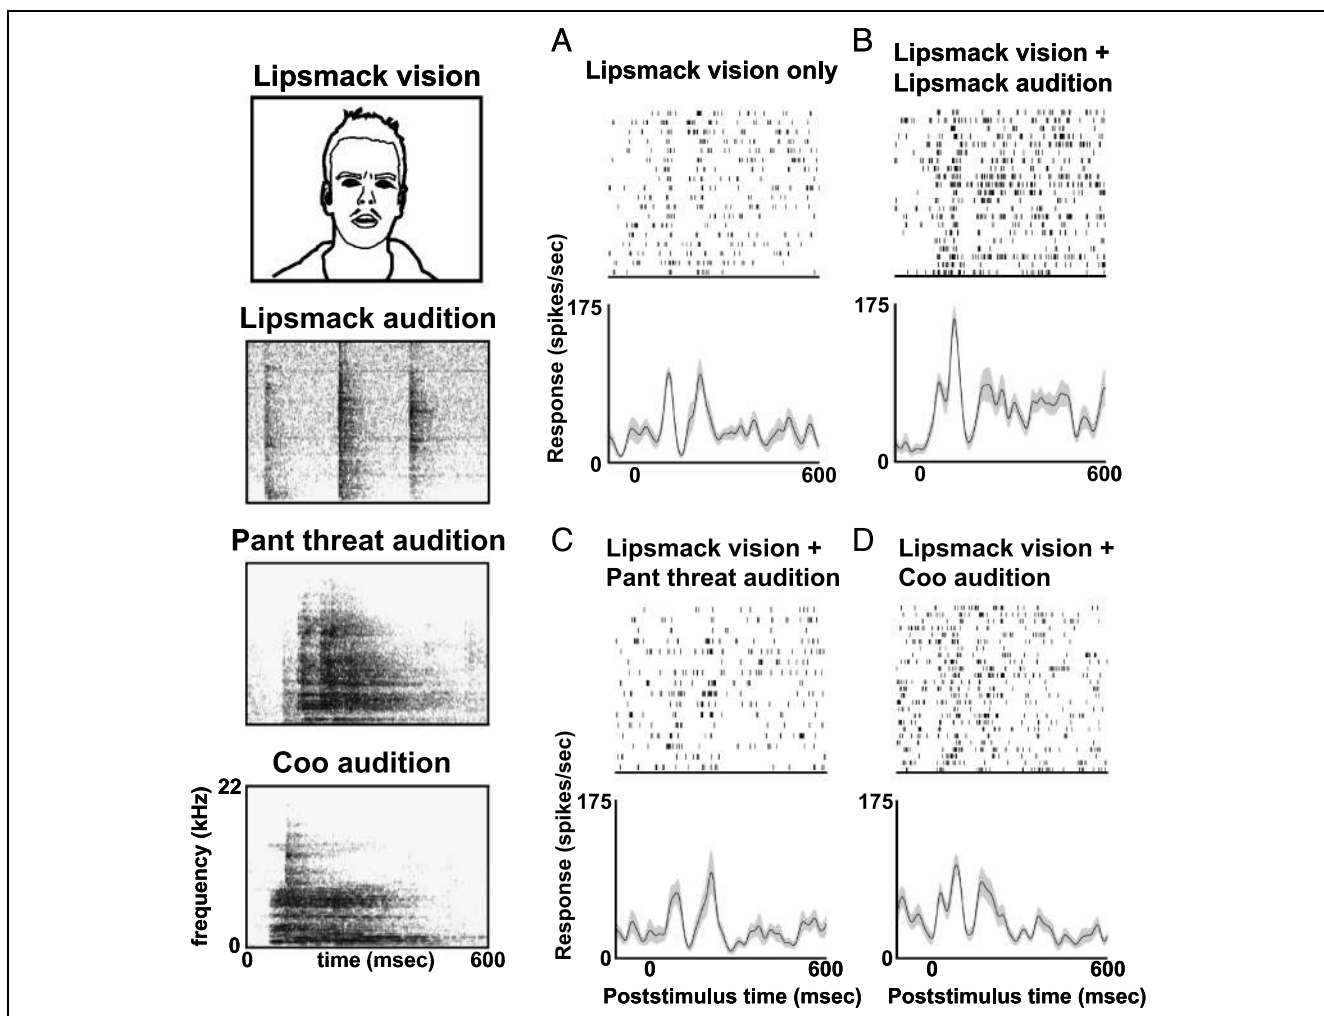 Lipsmack vision
Lipsmack audition
Pant threat audition
Coo audition
22
frequency (kHz)
0
0
time (msec)
600
A
Lipsmack vision only
Response (spikes/sec)
175
0
0
600
B
Lipsmack vision +
Lipsmack audition
175
0
0
600
C
Lipsmack vision +
Pant threat audition
Response (spikes/sec)
175
0
0
600
Poststimulus time (msec)
D
Lipsmack vision +
Coo audition
175
0
0
600
Poststimulus time (msec)